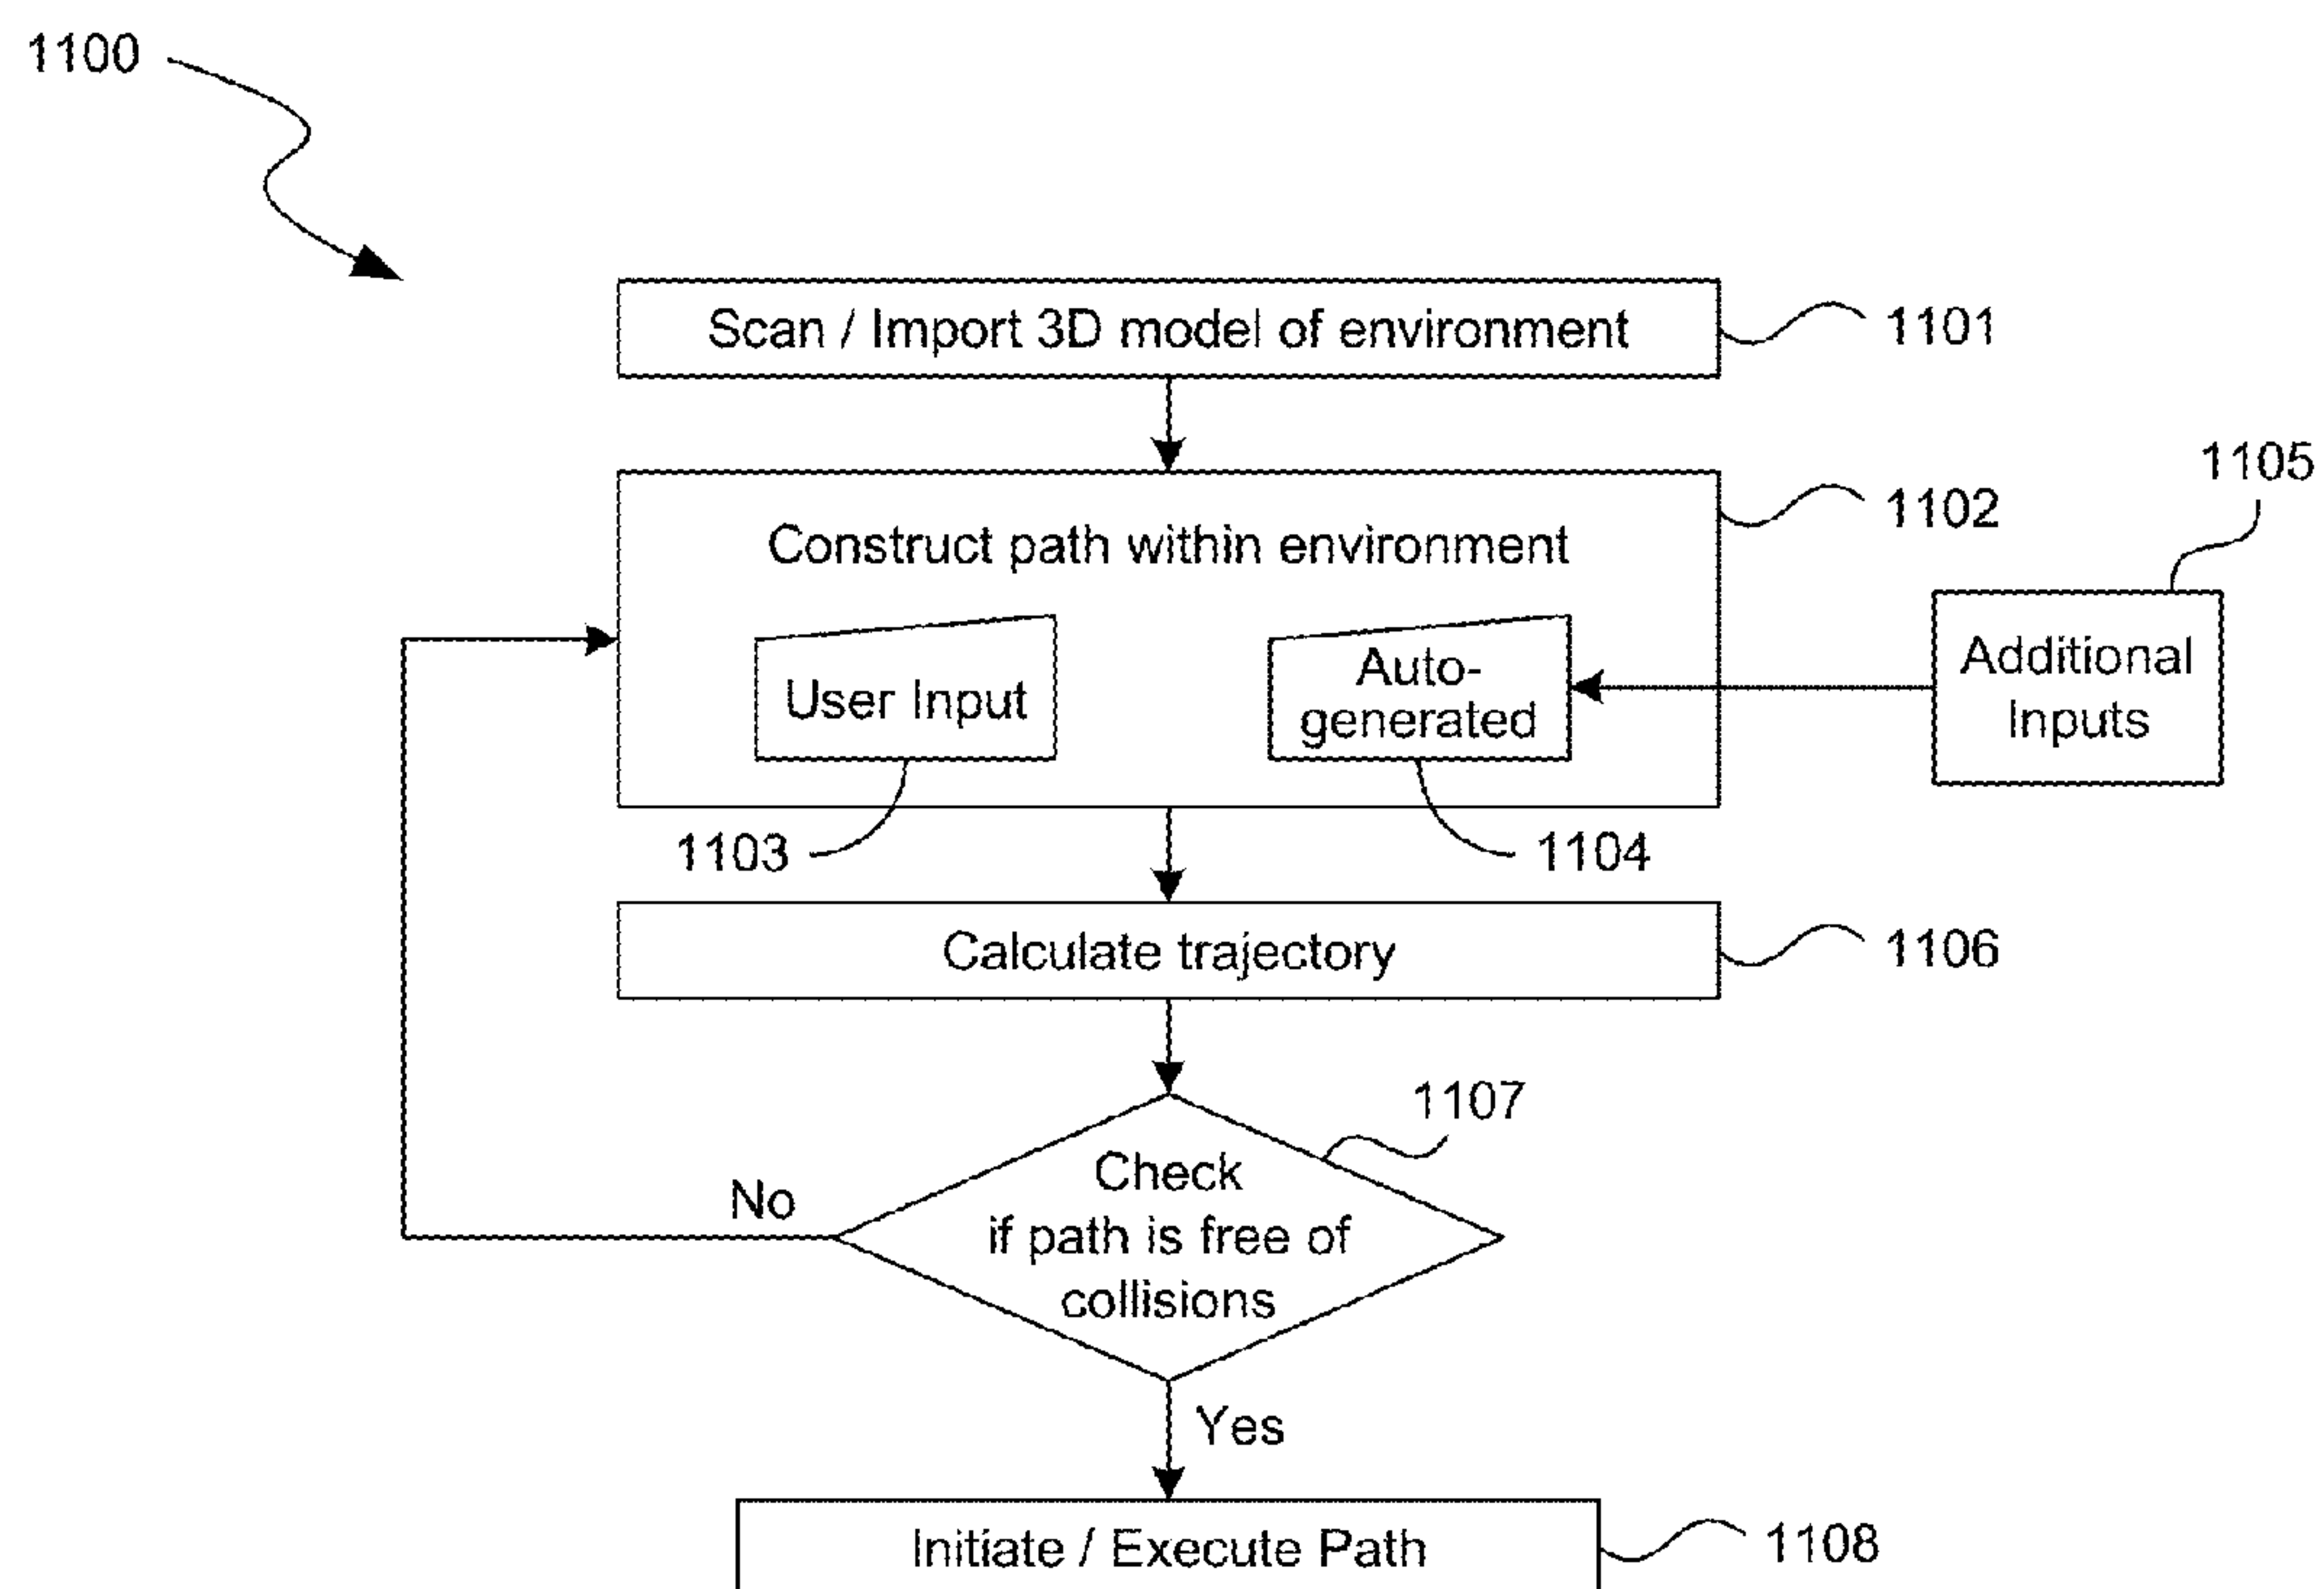 1100
Scan / Import 3D model of environment
1101
1105
1102
Construct path within environment
Additional
Inputs
User Input
Auto-
generated
1103
1104
Calculate trajectory
1106
1107
Check
if path is free of
collisions
No
Yes
Initiate / Execute Path
1108